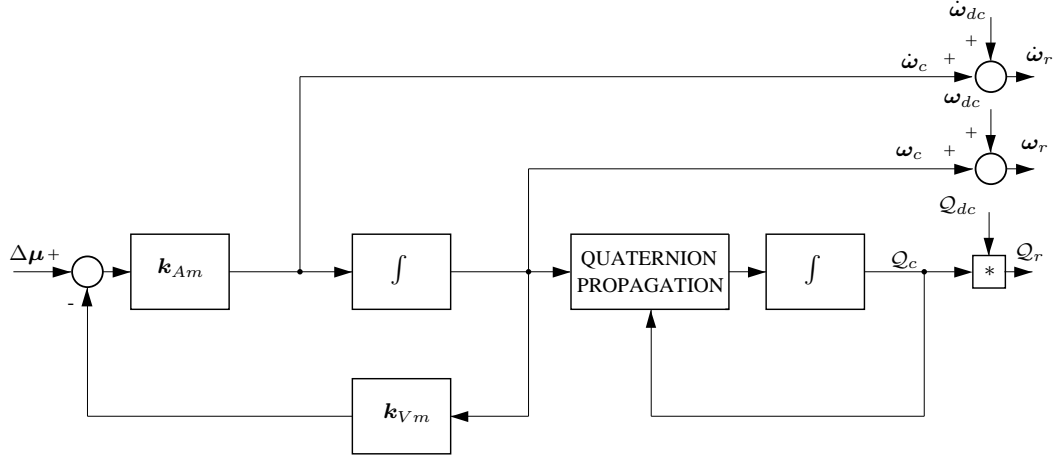 ω̇_dc
+
ω̇_c + ω̇_r
ω_dc
+
ω_c + ω_r
Q_dc
Δμ + k_Am ∫ QUATERNION PROPAGATION ∫ Q_c * Q_r
-
k_Vm